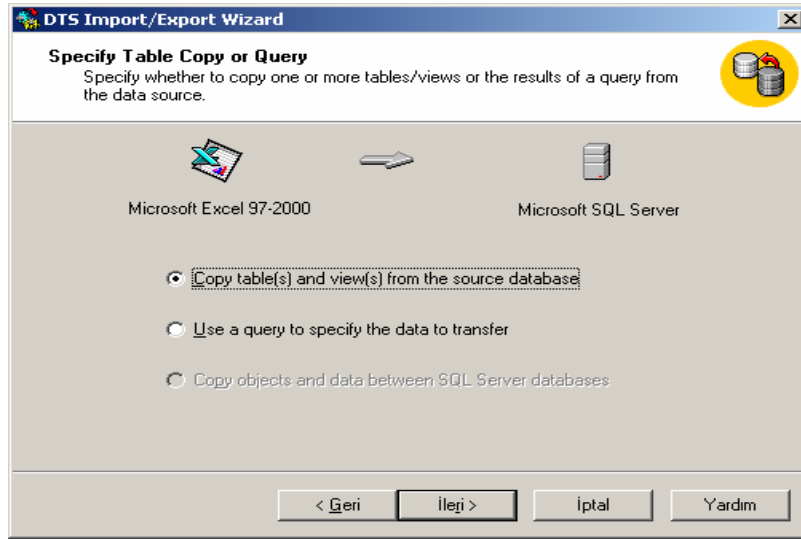 DTS Import/Export Wizard
Specify Table Copy or Query
Specify whether to copy one or more tables/views or the results of a query from
the data source.
Microsoft Excel 97-2000
Microsoft SQL Server
Copy table(s) and view(s) from the source database
Use a query to specify the data to transfer
Copy objects and data between SQL Server databases
< Geri
İleri >
İptal
Yardım